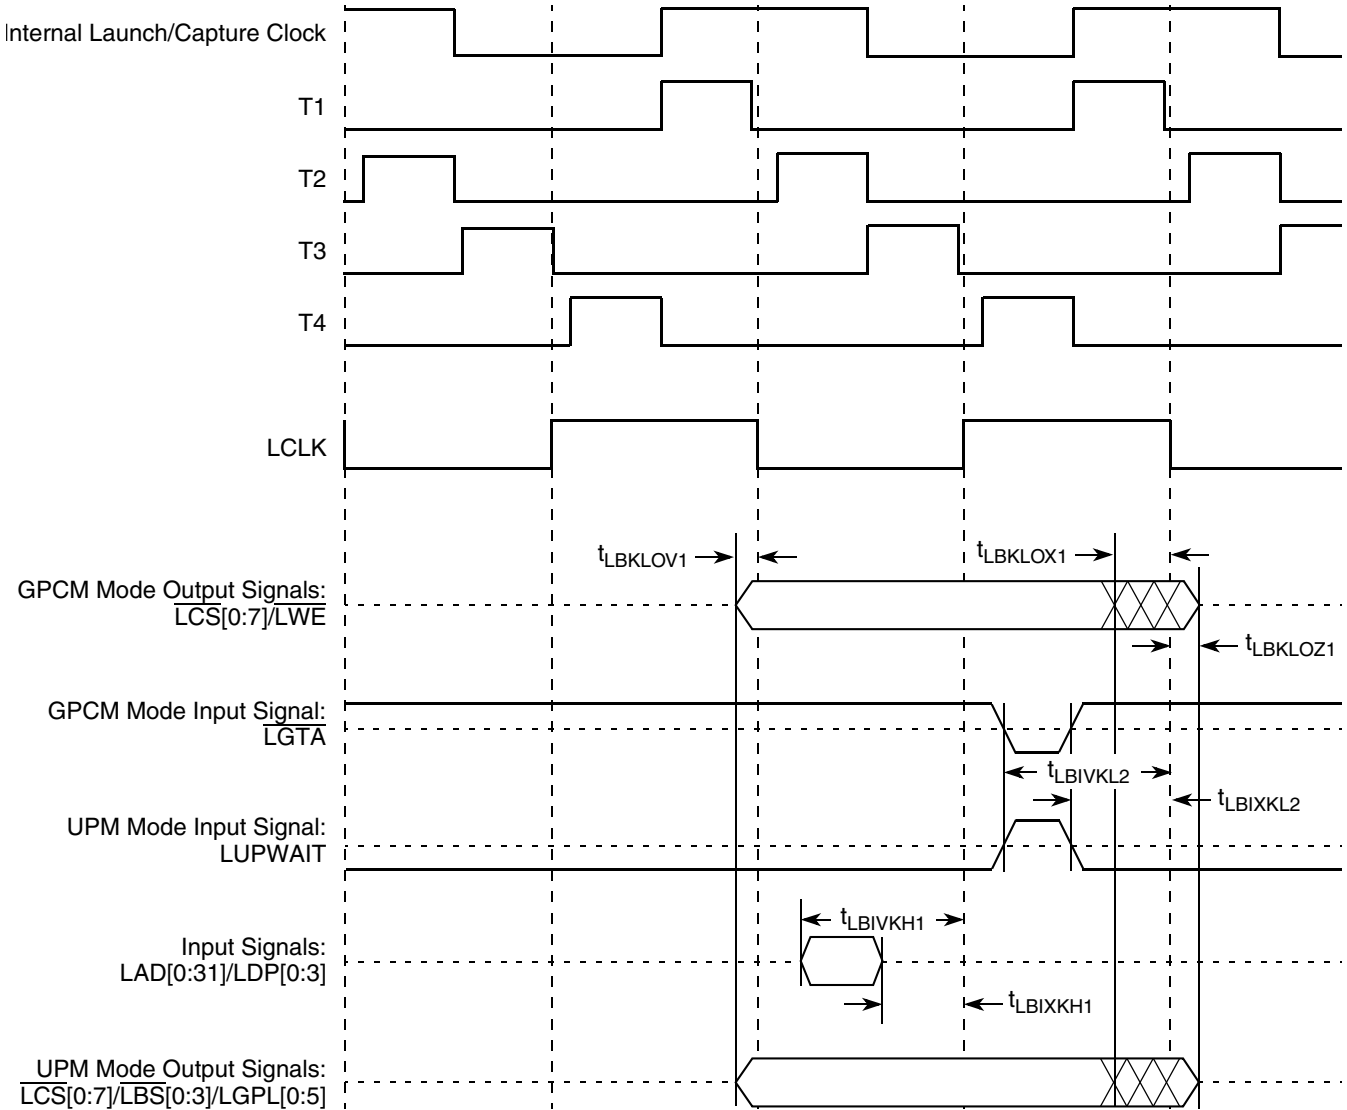 Internal Launch/Capture Clock
T1
T2
T3
T4
LCLK
tLBKLOV1
tLBKLOX1
GPCM Mode Output Signals:
LCS[0:7]/LWE
tLBKLOZ1
GPCM Mode Input Signal:
LGTA
tLBIVKL2
tLBIXKL2
UPM Mode Input Signal:
LUPWAIT
tLBIVKH1
Input Signals:
LAD[0:31]/LDP[0:3]
tLBIXKH1
UPM Mode Output Signals:
LCS[0:7]/LBS[0:3]/LGPL[0:5]